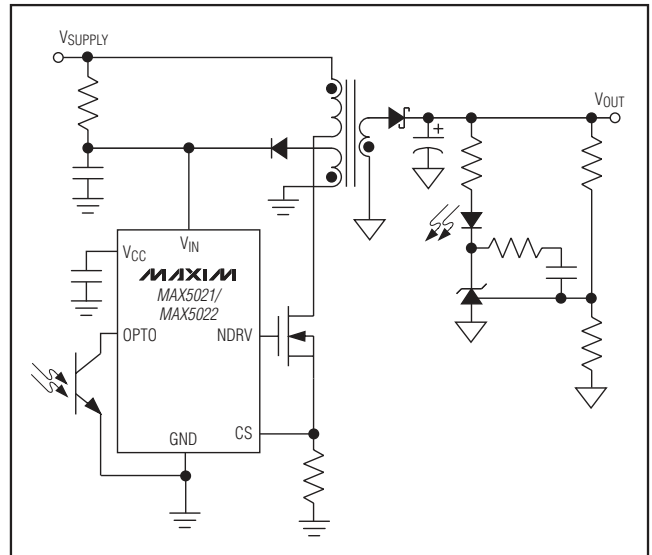 VSUPPLY
VOUT
VCC
VIN
MAXIM
MAX5021/
MAX5022
OPTO
NDRV
GND
CS
+